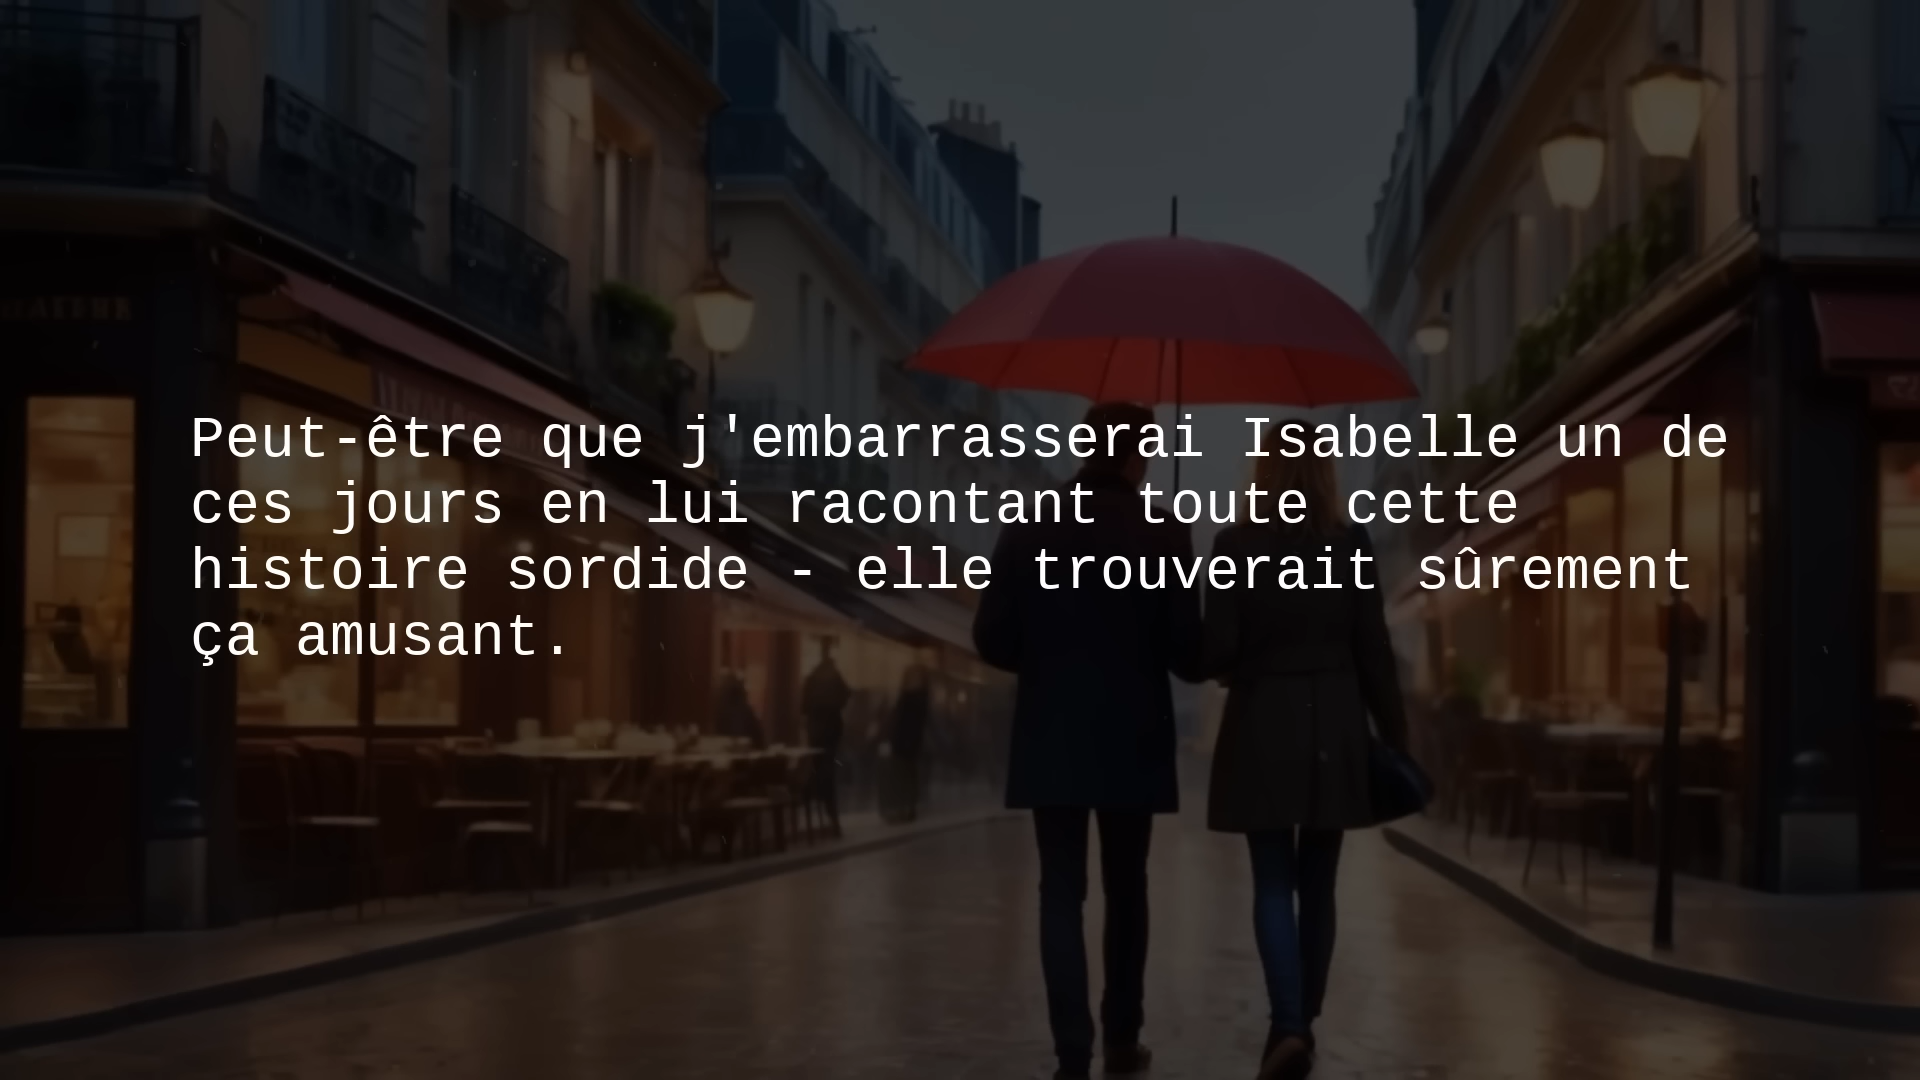 Peut-être que j'embarrasserai Isabelle un de
ces jours en lui racontant toute cette
histoire sordide - elle trouverait sûrement
ça amusant.